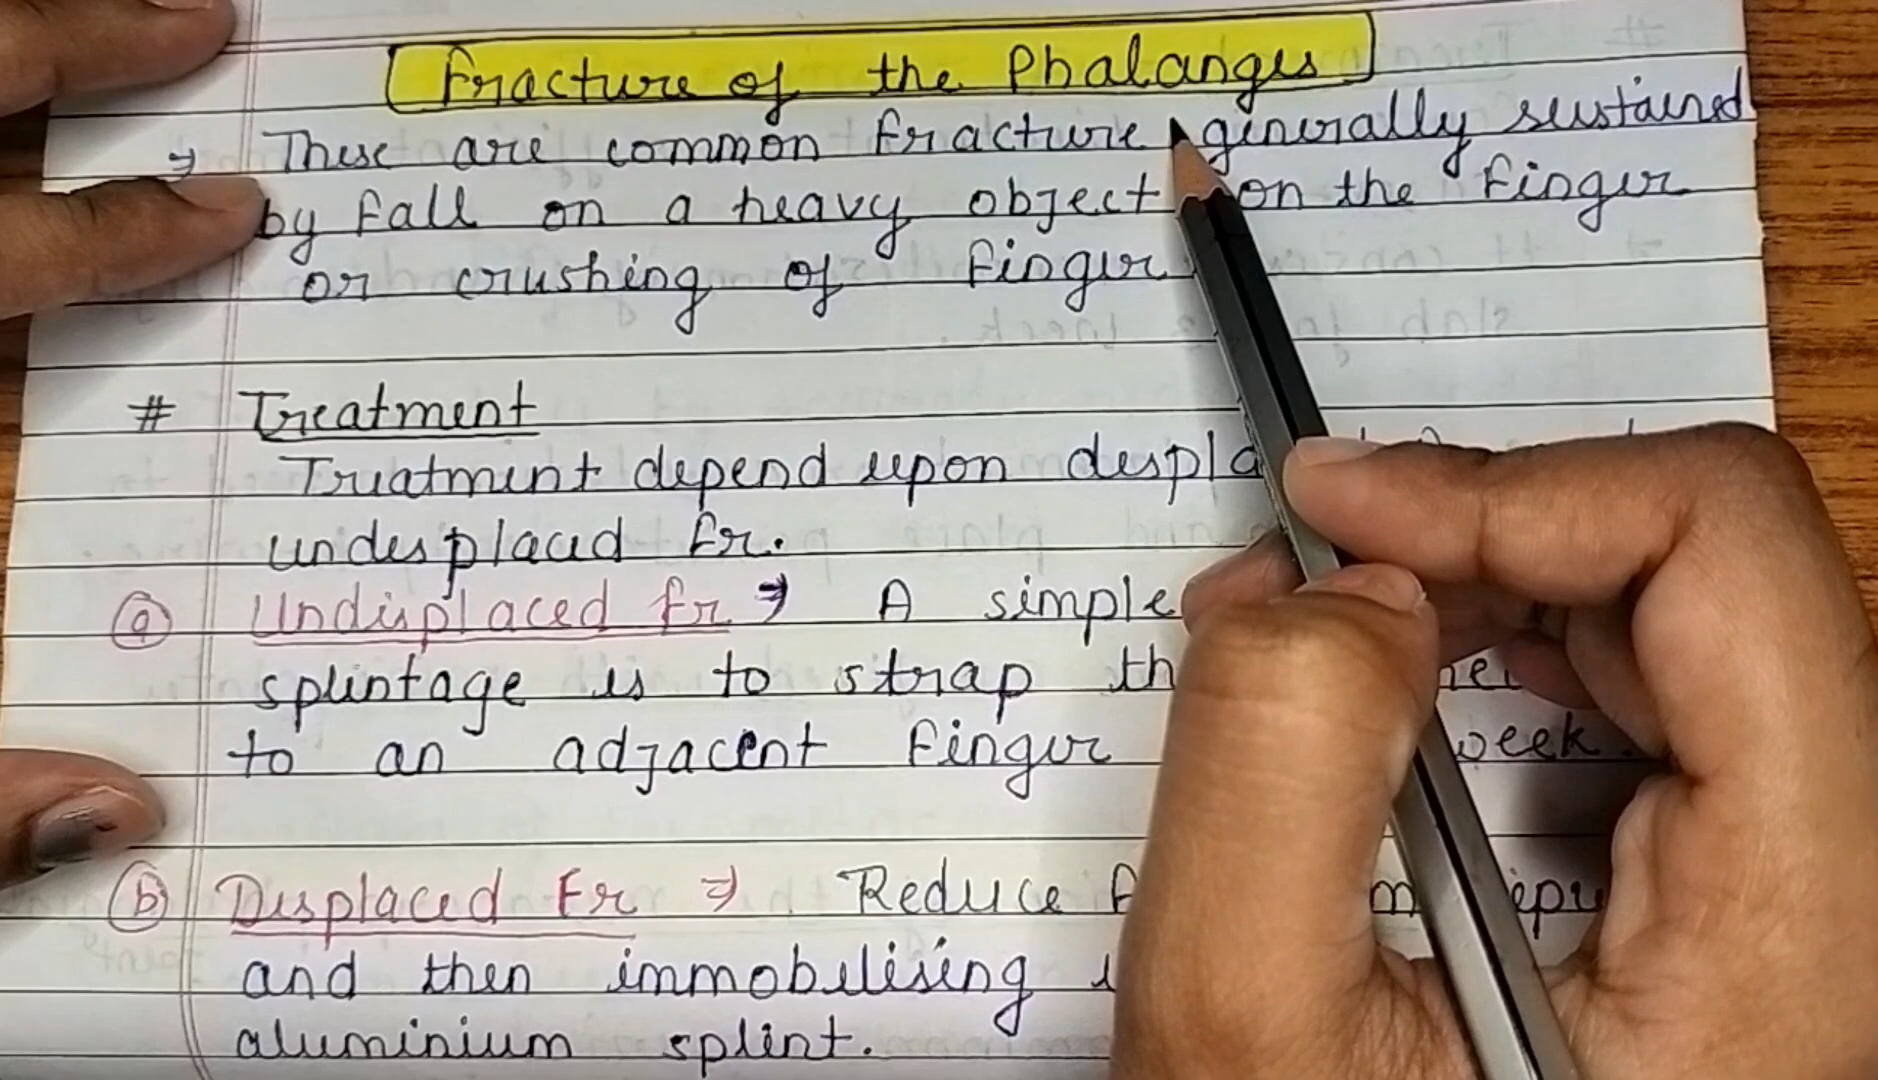 Fracture of the Phalanges
⇒ These are common fracture generally sustained
by fall on a heavy object on the finger
or crushing of finger
# Treatment
Treatment depend upon
undesplaced Fr.
(a) Undisplaced Fr ⇒ A simple
splintage is to strap
to an adjacent finger week.
(b) Displaced Fr ⇒ Reduce
and then immobilising
aluminium splint.